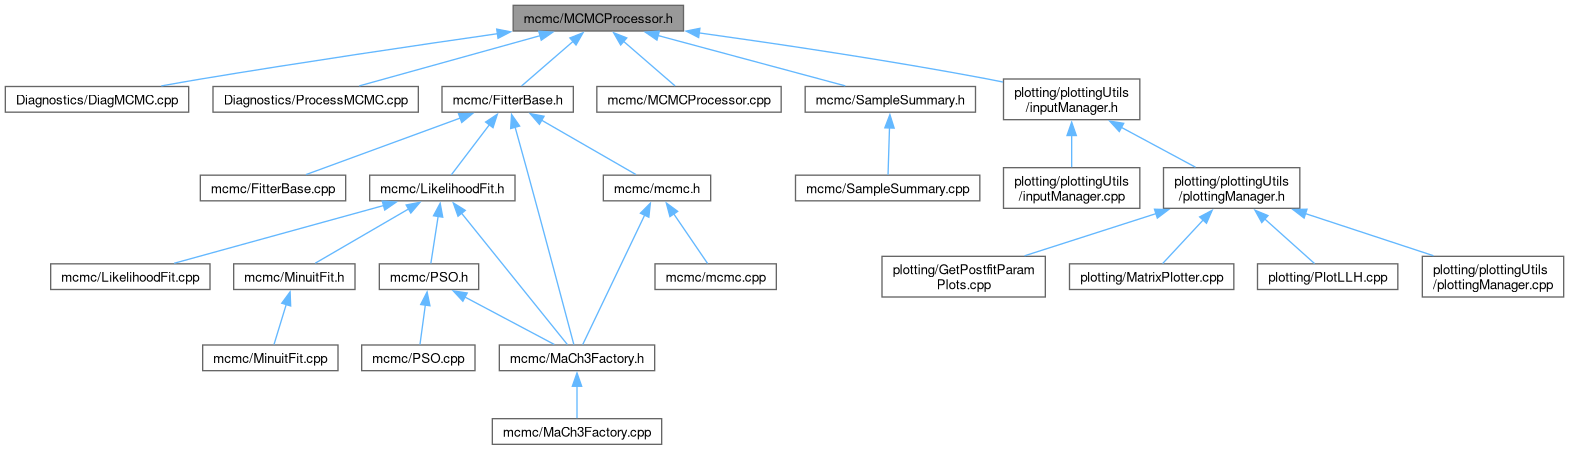 mcmc/MCMCProcessor.h
Diagnostics/DiagMCMC.cpp
Diagnostics/ProcessMCMC.cpp
mcmc/FitterBase.h
mcmc/MCMCProcessor.cpp
mcmc/SampleSummary.h
plotting/plottingUtils
/inputManager.h
mcmc/FitterBase.cpp
mcmc/LikelihoodFit.h
mcmc/mcmc.h
mcmc/SampleSummary.cpp
plotting/plottingUtils
/inputManager.cpp
plotting/plottingUtils
/plottingManager.h
mcmc/LikelihoodFit.cpp
mcmc/MinuitFit.h
mcmc/PSO.h
mcmc/mcmc.cpp
plotting/GetPostfitParam
Plots.cpp
plotting/MatrixPlotter.cpp
plotting/PlotLLH.cpp
plotting/plottingUtils
/plottingManager.cpp
mcmc/MinuitFit.cpp
mcmc/PSO.cpp
mcmc/MaCh3Factory.h
mcmc/MaCh3Factory.cpp